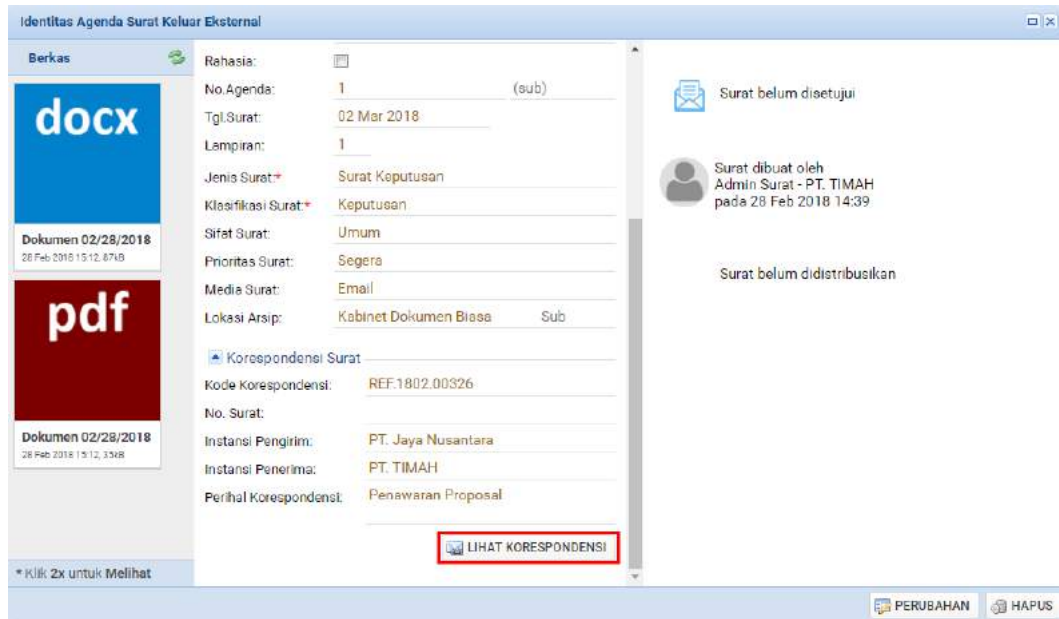 Identitas Agenda Surat Keluar Eksternal
Berkas
docx
Dokumen 02/28/2018
28 Feb 2018 15:12, 87kB
pdf
Dokumen 02/28/2018
28 Feb 2018 15:12, 35kB
* Klik 2x untuk Melihat
Rahasia:
No.Agenda: 1 (sub)
Tgl.Surat: 02 Mar 2018
Lampiran: 1
Jenis Surat:* Surat Keputusan
Klasifikasi Surat:* Keputusan
Sifat Surat: Umum
Prioritas Surat: Segera
Media Surat: Email
Lokasi Arsip: Kabinet Dokumen Biasa Sub
Korespondensi Surat
Kode Korespondensi: REF.1802.00326
No. Surat:
Instansi Pengirim: PT. Jaya Nusantara
Instansi Penerima: PT. TIMAH
Perihal Korespondensi: Penawaran Proposal
LIHAT KORESPONDENSI
Surat belum disetujui
Surat dibuat oleh
Admin Surat - PT. TIMAH
pada 28 Feb 2018 14:39
Surat belum didistribusikan
PERUBAHAN
HAPUS